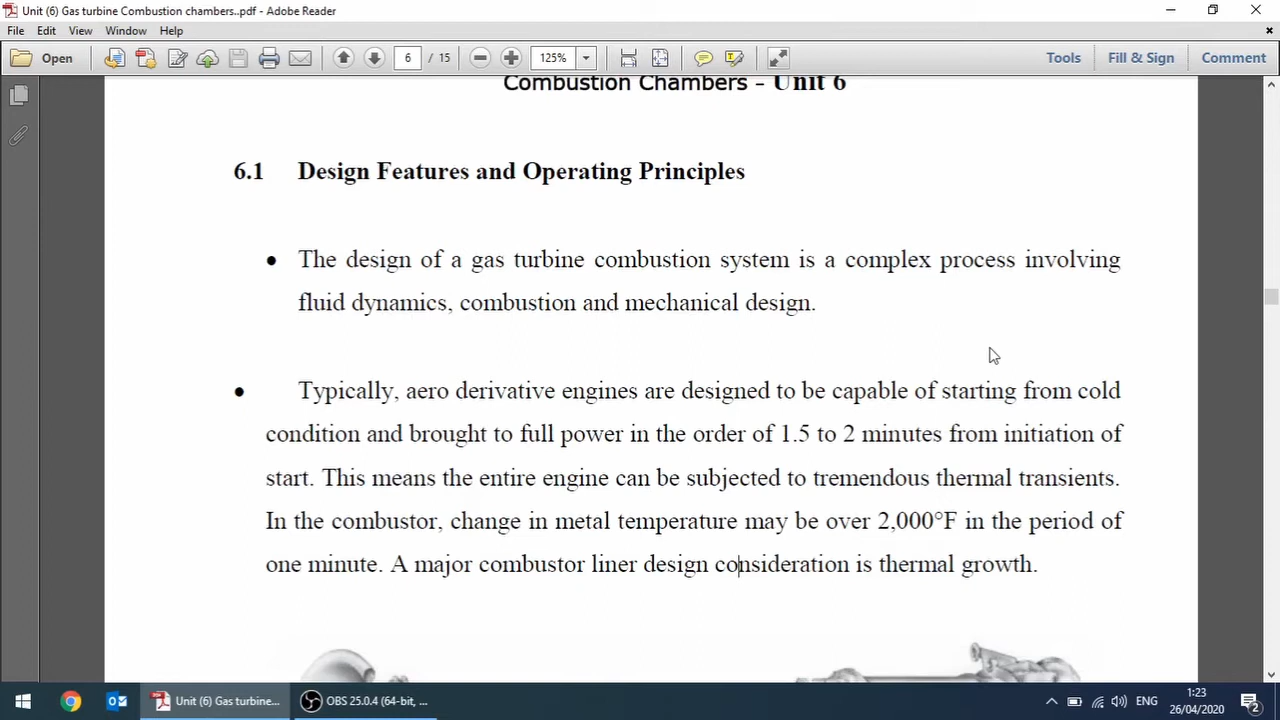 Unit (6) Gas turbine Combustion chambers..pdf - Adobe Reader
File Edit View Window Help
Open 6 / 15 125% Tools Fill & Sign Comment
Combustion Chambers – Unit 6
6.1 Design Features and Operating Principles
• The design of a gas turbine combustion system is a complex process involving
fluid dynamics, combustion and mechanical design.
• Typically, aero derivative engines are designed to be capable of starting from cold
condition and brought to full power in the order of 1.5 to 2 minutes from initiation of
start. This means the entire engine can be subjected to tremendous thermal transients.
In the combustor, change in metal temperature may be over 2,000°F in the period of
one minute. A major combustor liner design consideration is thermal growth.
Unit (6) Gas turbine... OBS 25.0.4 (64-bit, ... ENG 1:23
26/04/2020 2